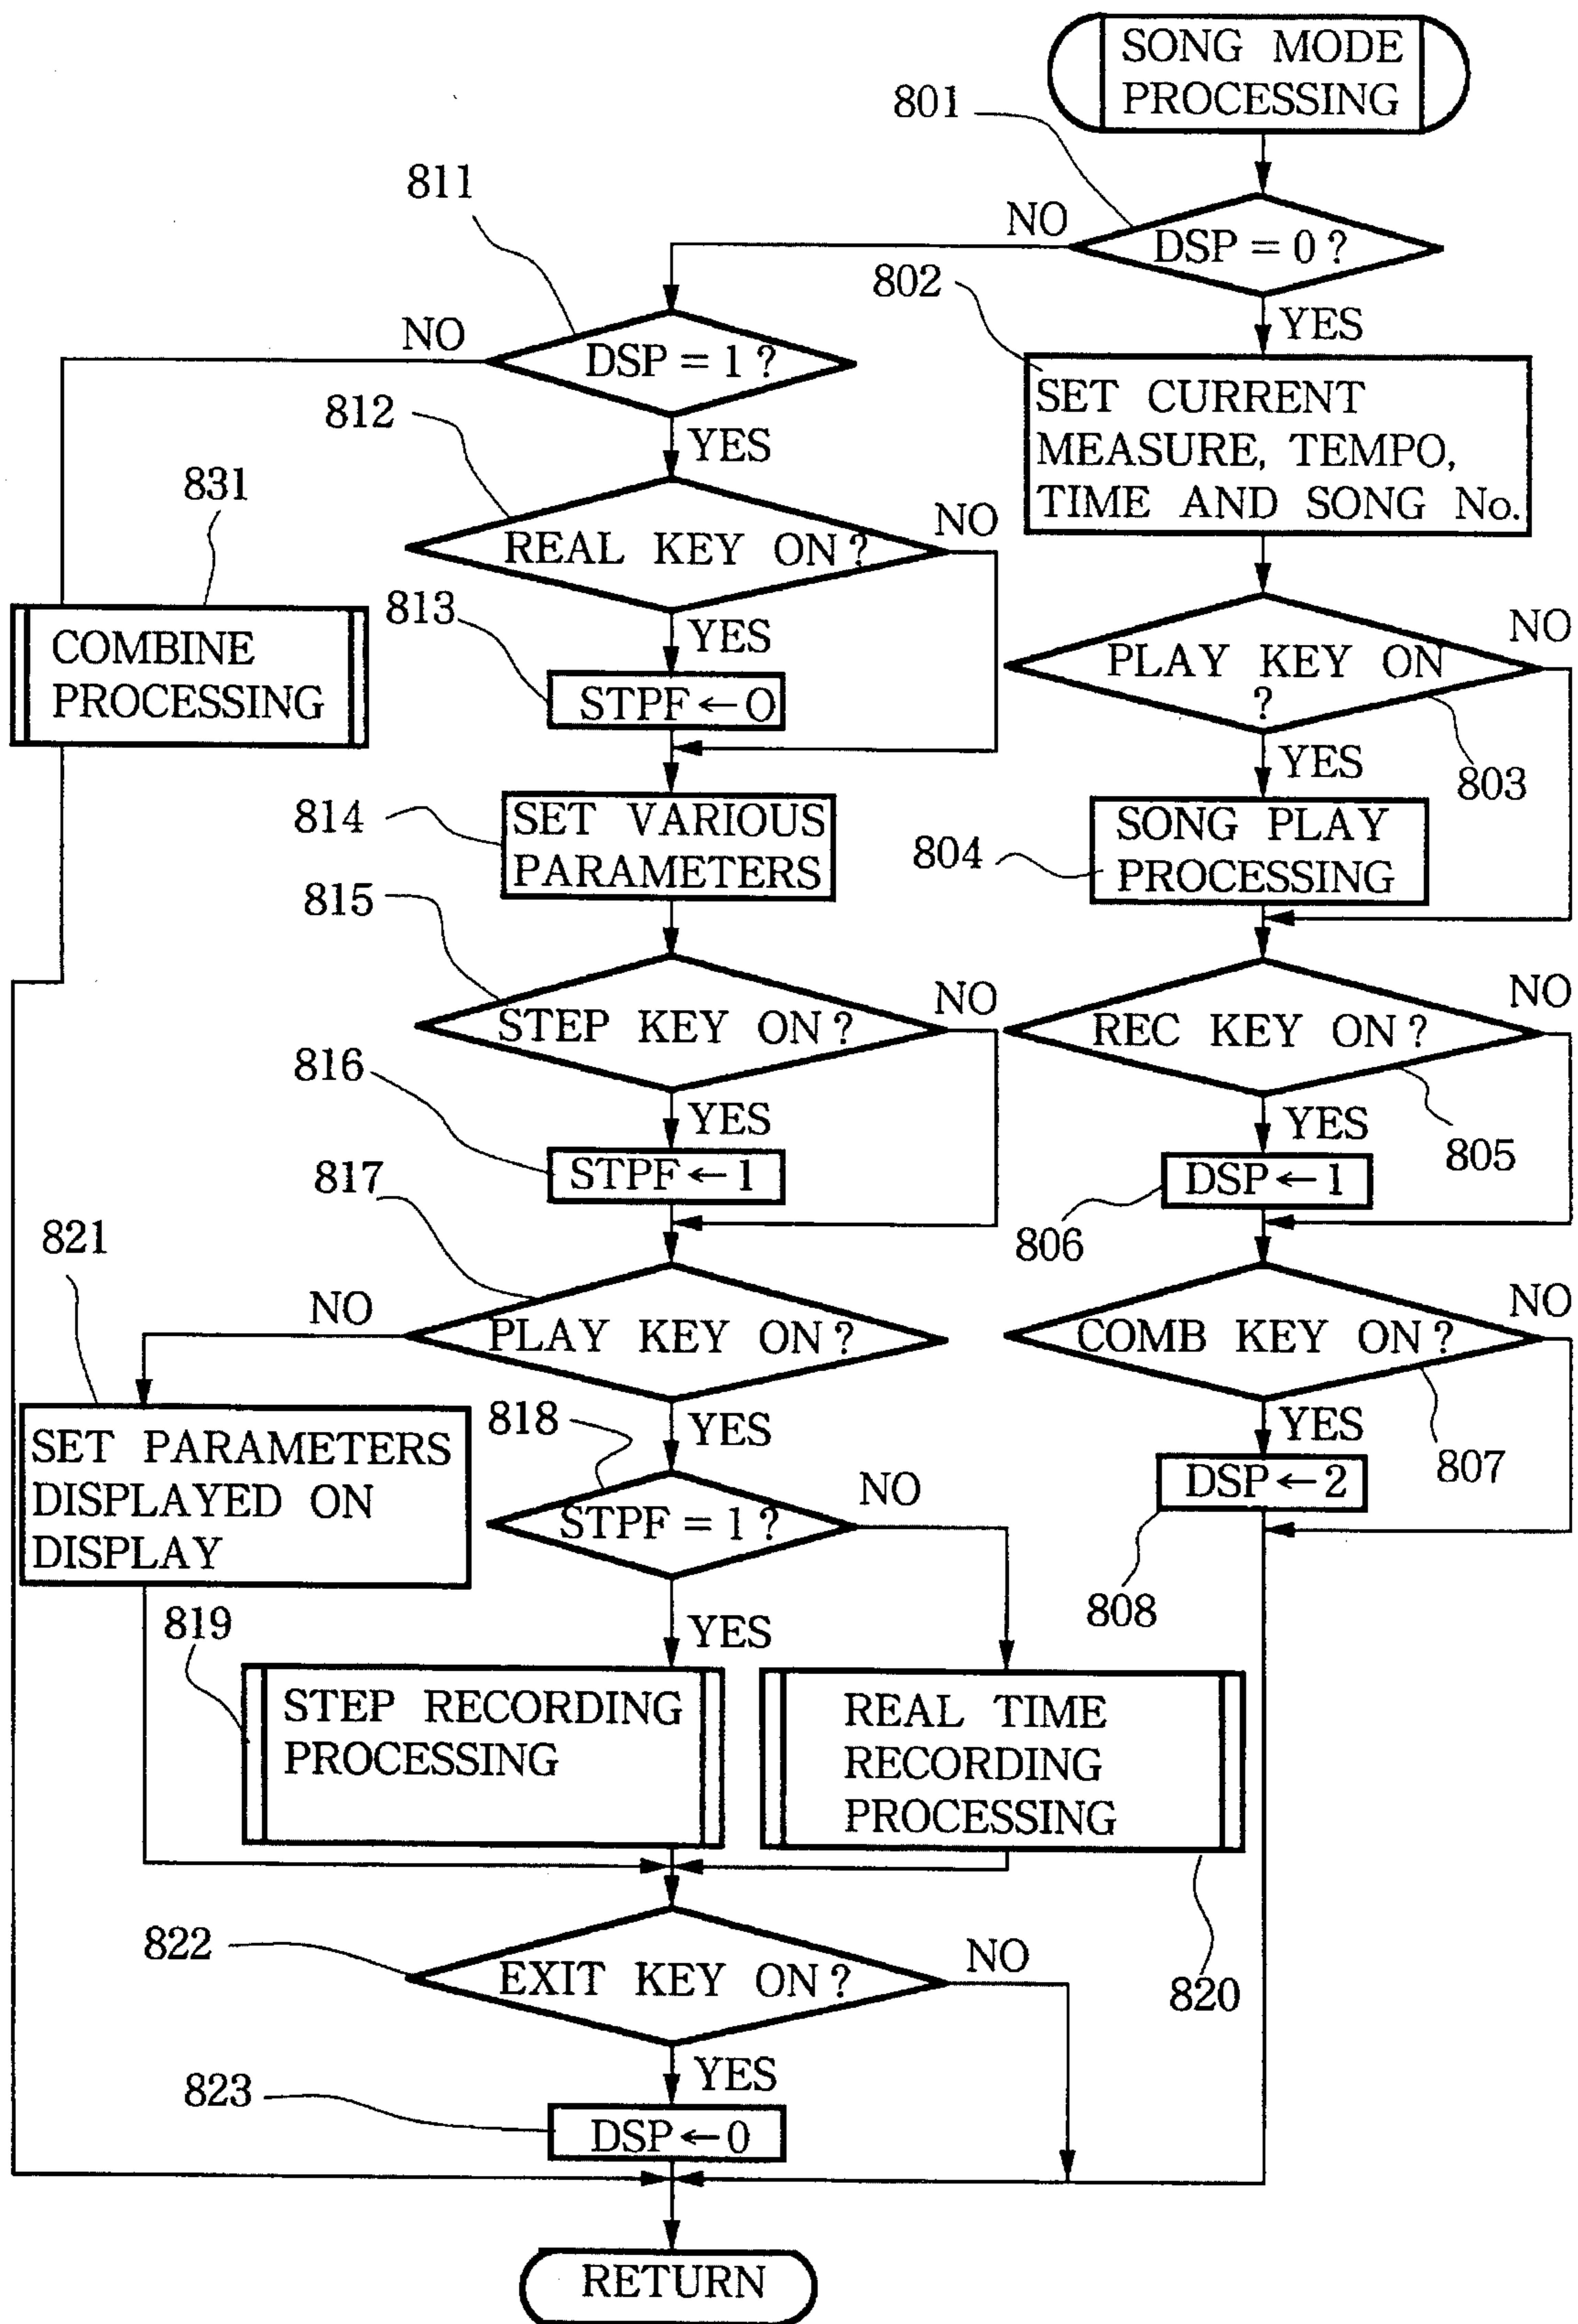 SONG MODE
PROCESSING
801
DSP = 0 ?
NO
YES
802
SET CURRENT
MEASURE, TEMPO,
TIME AND SONG No.
PLAY KEY ON
?
NO
YES
803
804
SONG PLAY
PROCESSING
REC KEY ON ?
NO
YES
805
DSP ← 1
806
COMB KEY ON ?
NO
YES
807
DSP ← 2
808
811
DSP = 1 ?
NO
YES
831
COMBINE
PROCESSING
812
REAL KEY ON ?
NO
YES
813
STPF ← 0
814
SET VARIOUS
PARAMETERS
815
STEP KEY ON ?
NO
YES
816
STPF ← 1
817
PLAY KEY ON ?
NO
YES
821
SET PARAMETERS
DISPLAYED ON
DISPLAY
818
STPF = 1 ?
NO
YES
819
STEP RECORDING
PROCESSING
REAL TIME
RECORDING
PROCESSING
820
822
EXIT KEY ON ?
NO
YES
823
DSP ← 0
RETURN